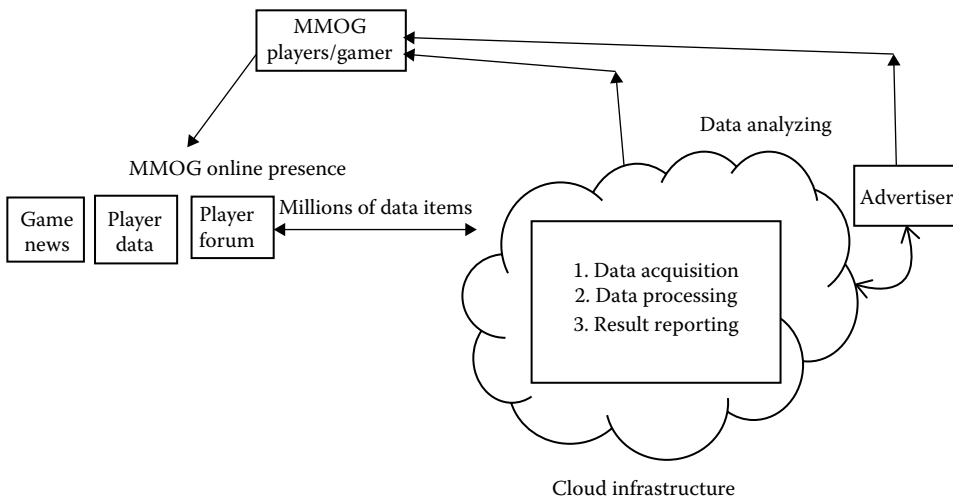 MMOG
players/gamer
Data analyzing
MMOG online presence
Game
news
Player
data
Player
forum
Millions of data items
Advertiser
1. Data acquisition
2. Data processing
3. Result reporting
Cloud infrastructure